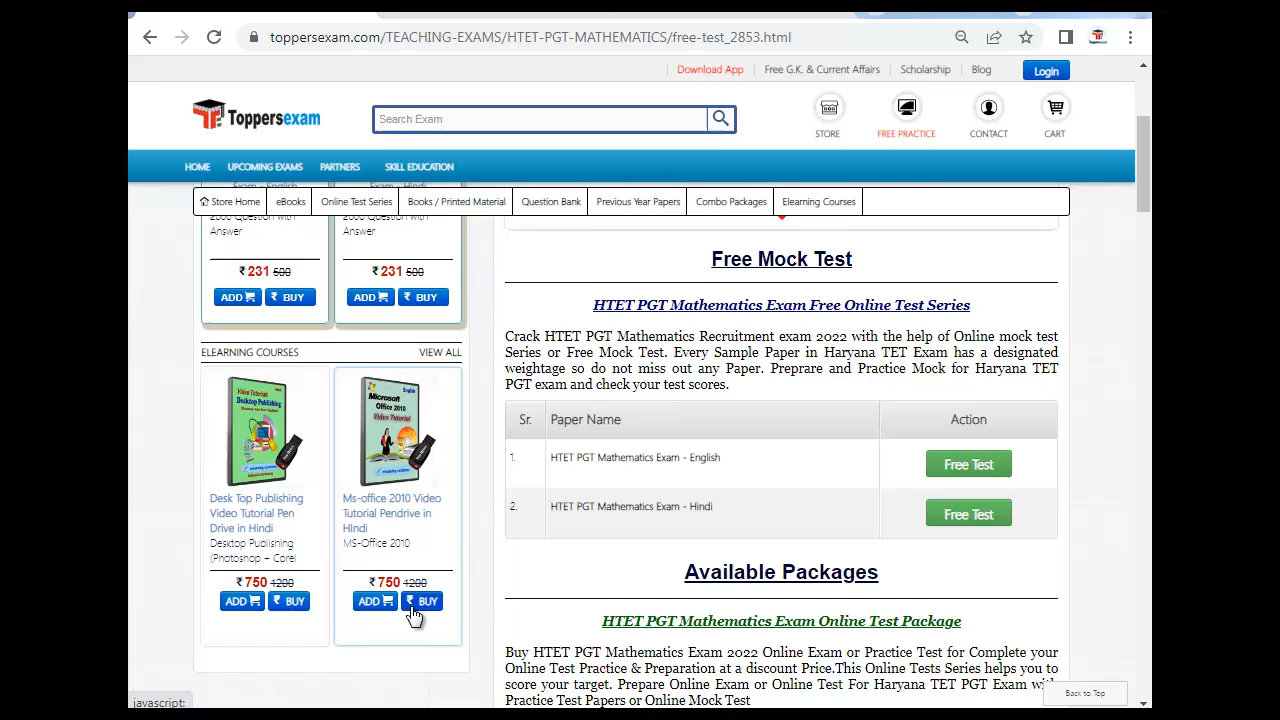 toppersexam.com/TEACHING-EXAMS/HTET-PGT-MATHEMATICS/free-test_2853.html
Download App
Free G.K. & Current Affairs
Scholarship
Blog
Login
Toppersexam
Search Exam
STORE
FREE PRACTICE
CONTACT
CART
HOME
UPCOMING EXAMS
PARTNERS
SKILL EDUCATION
Exam - English
Exam - Hindi
Store Home
eBooks
Online Test Series
Books / Printed Material
Question Bank
Previous Year Papers
Combo Packages
Elearning Courses
2000 Question with
Answer
₹ 231 500
ADD
₹ BUY
2000 Question with
Answer
₹ 231 500
ADD
₹ BUY
ELEARNING COURSES
VIEW ALL
Video Tutorials
Desktop Publishing
Desk Top Publishing
Video Tutorial Pen
Drive in Hindi
Desktop Publishing
(Photosnop + Corel
₹ 750 1200
ADD
₹ BUY
English
Microsoft
Office 2010
Video Tutorial
Ms-office 2010 Video
Tutorial Pendrive in
HIndi
MS-Office 2010
₹ 750 1200
ADD
₹ BUY
Free Mock Test
HTET PGT Mathematics Exam Free Online Test Series
Crack HTET PGT Mathematics Recruitment exam 2022 with the help of Online mock test
Series or Free Mock Test. Every Sample Paper in Haryana TET Exam has a designated
weightage so do not miss out any Paper. Preprare and Practice Mock for Haryana TET
PGT exam and check your test scores.
Sr. Paper Name Action
1. HTET PGT Mathematics Exam - English Free Test
2. HTET PGT Mathematics Exam - Hindi Free Test
Available Packages
HTET PGT Mathematics Exam Online Test Package
Buy HTET PGT Mathematics Exam 2022 Online Exam or Practice Test for Complete your
Online Test Practice & Preparation at a discount Price.This Online Tests Series helps you to
score your target. Prepare Online Exam or Online Test For Haryana TET PGT Exam with
Practice Test Papers or Online Mock Test
Back to Top
javascript: